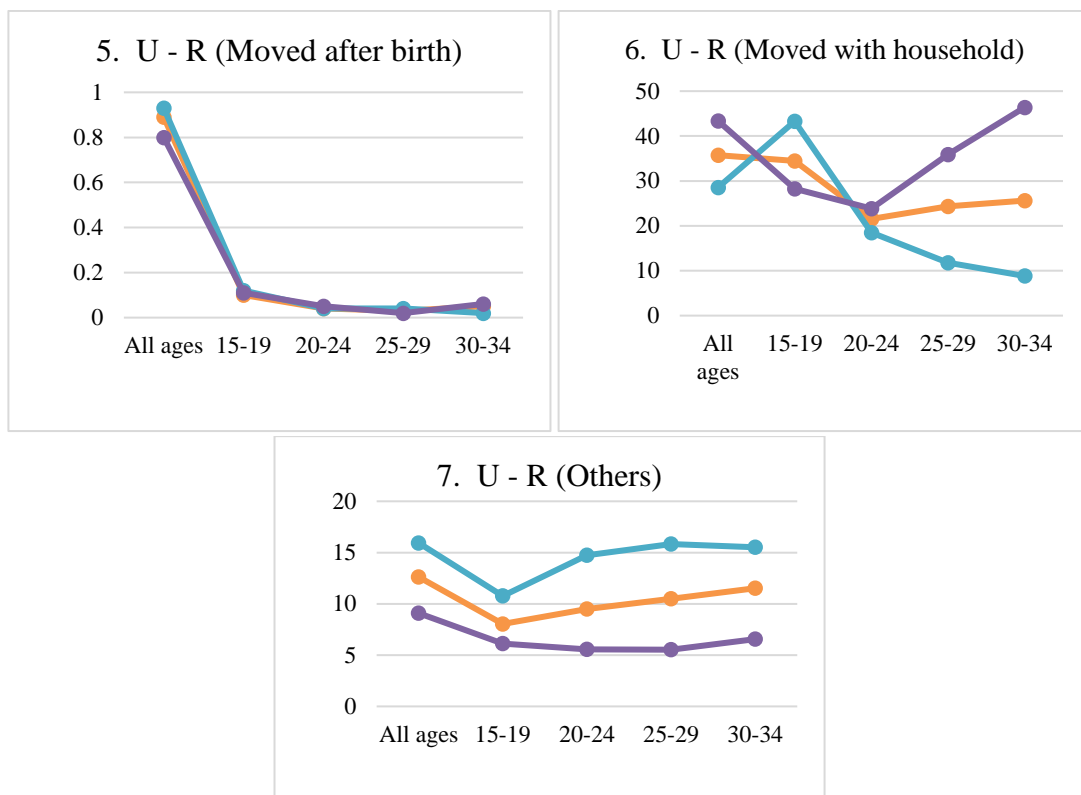 5. U - R (Moved after birth)
1
0.8
0.6
0.4
0.2
0
All ages 15-19 20-24 25-29 30-34
6. U - R (Moved with household)
50
40
30
20
10
0
All ages 15-19 20-24 25-29 30-34
7. U - R (Others)
20
15
10
5
0
All ages 15-19 20-24 25-29 30-34